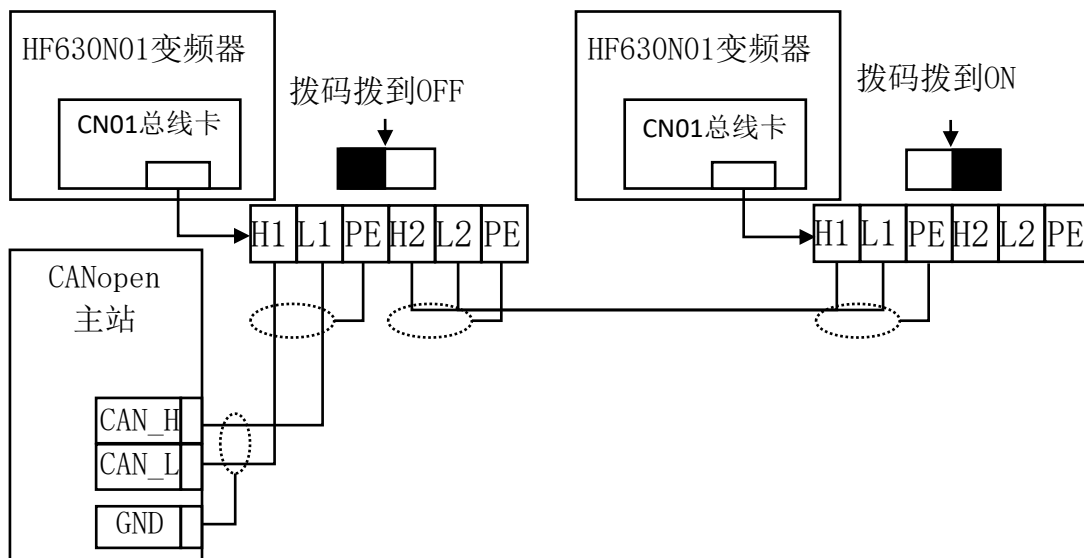 HF630N01变频器
拨码拨到OFF
CN01总线卡
H1 L1 PE H2 L2 PE
HF630N01变频器
拨码拨到ON
CN01总线卡
H1 L1 PE H2 L2 PE
CANopen
主站
CAN_H
CAN_L
GND